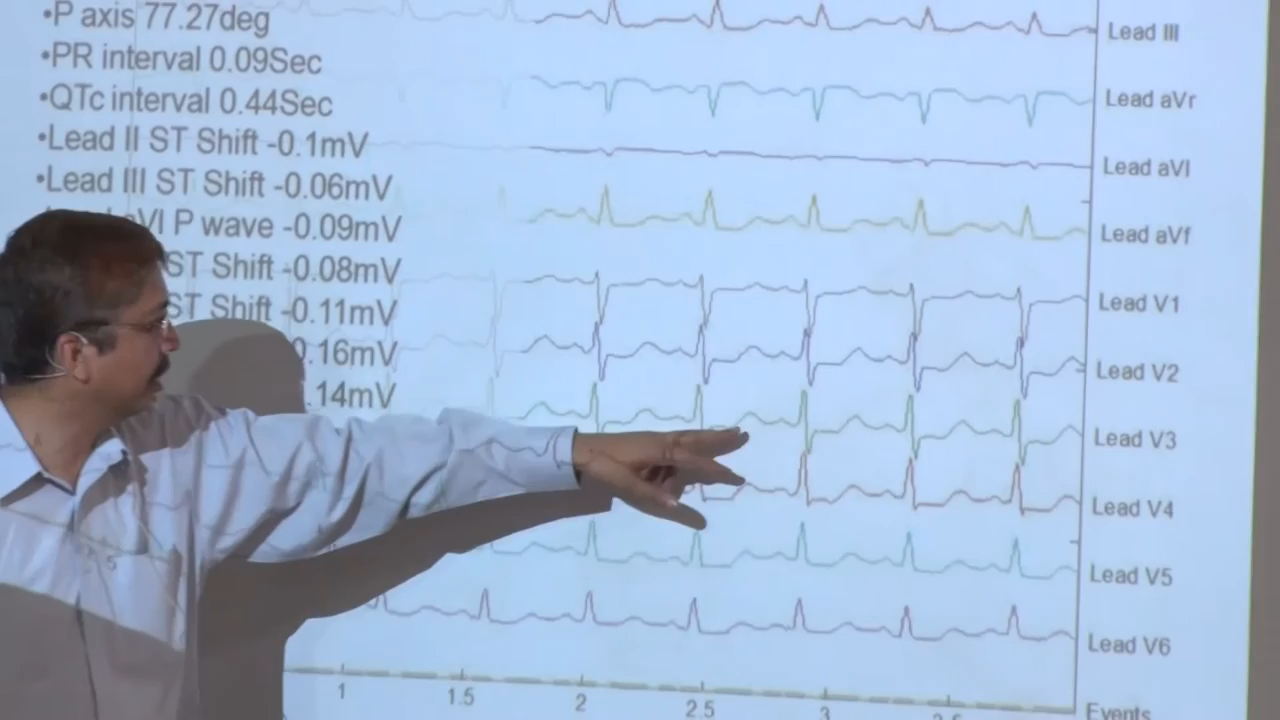 •P axis 77.27deg
•PR interval 0.09Sec
•QTc interval 0.44Sec
•Lead II ST Shift -0.1mV
•Lead III ST Shift -0.06mV
aVl P wave -0.09mV
ST Shift -0.08mV
ST Shift -0.11mV
0.16mV
.14mV
Lead III
Lead aVr
Lead aVl
Lead aVf
Lead V1
Lead V2
Lead V3
Lead V4
Lead V5
Lead V6
1 1.5 2 2.5 3
Events